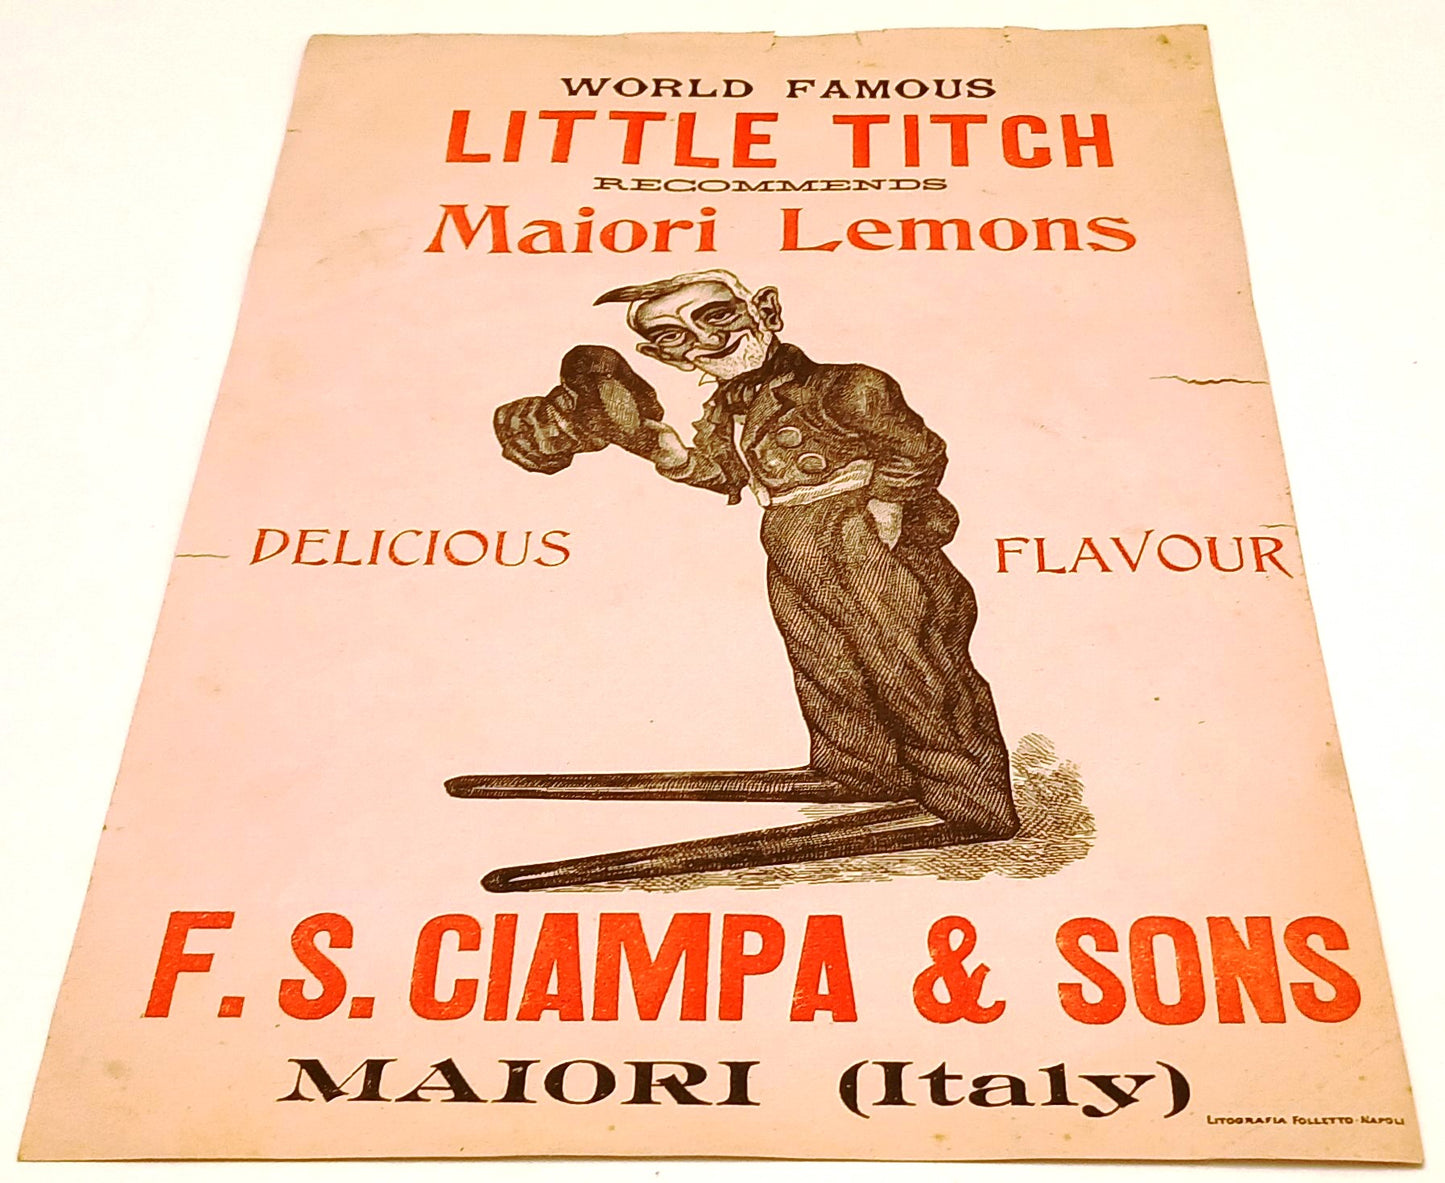 WORLD FAMOUS
LITTLE TITCH
RECOMMENDS
Maiori Lemons
DELICIOUS FLAVOUR
F. S. CIAMPA & SONS
MAIORI (Italy)
LITOGRAFIA FOLLETTO-NAPOLI